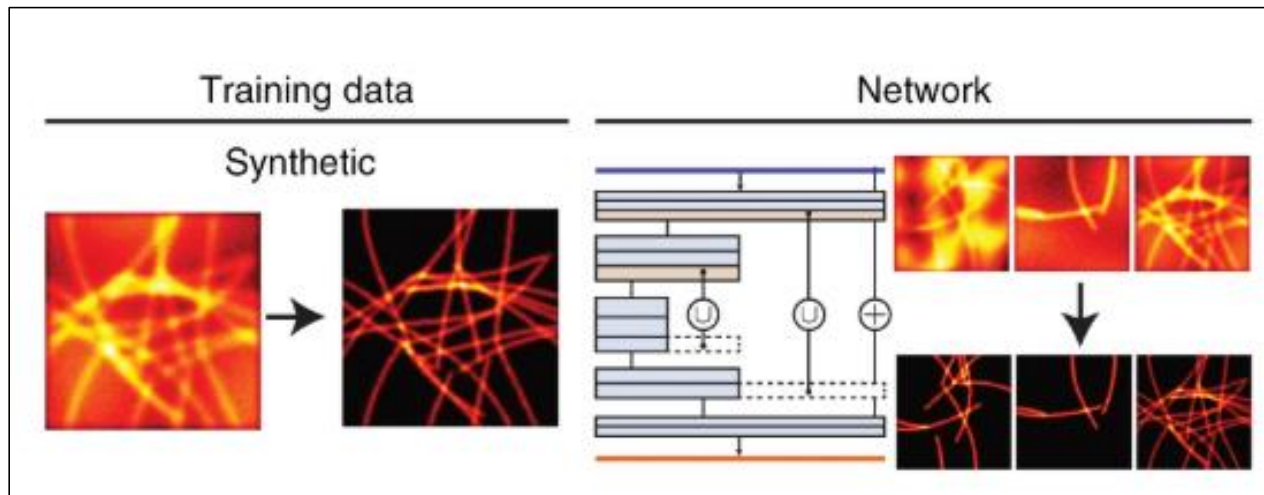 Training data
Network
Synthetic
U
U
+